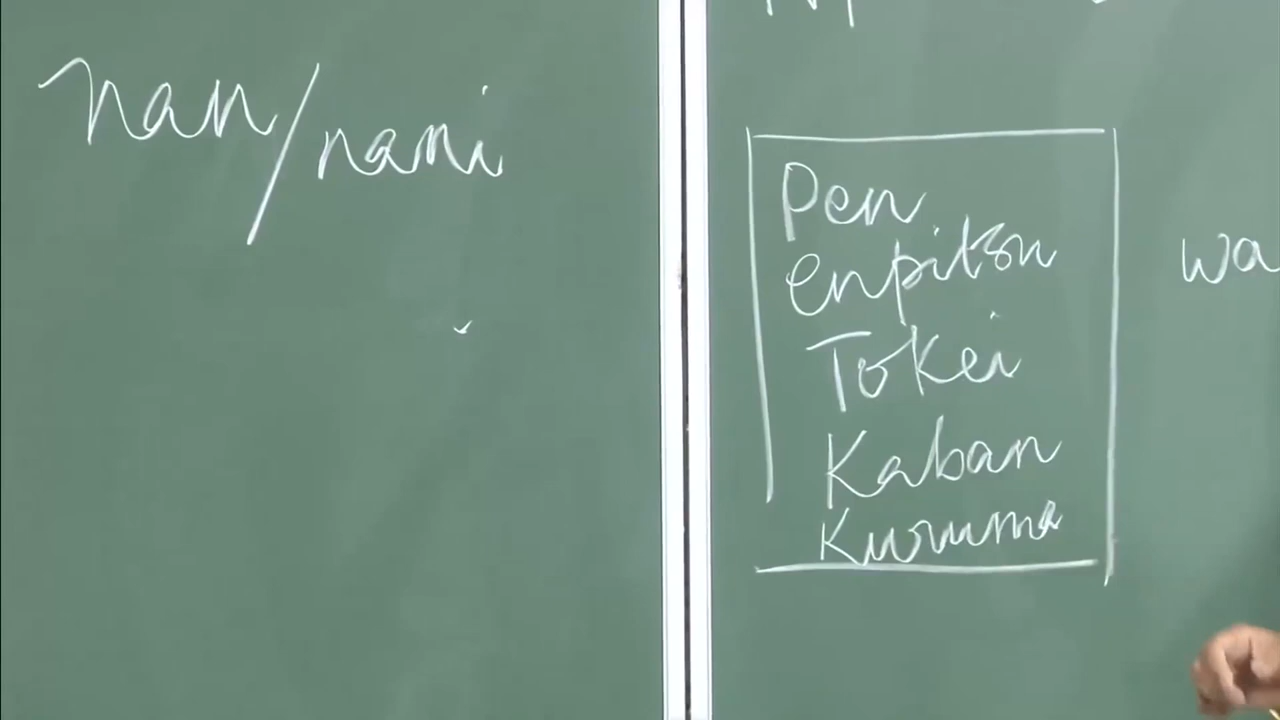 nan/nani
Pen
enpitsu
Tokei
Kaban
Kuruma
wa